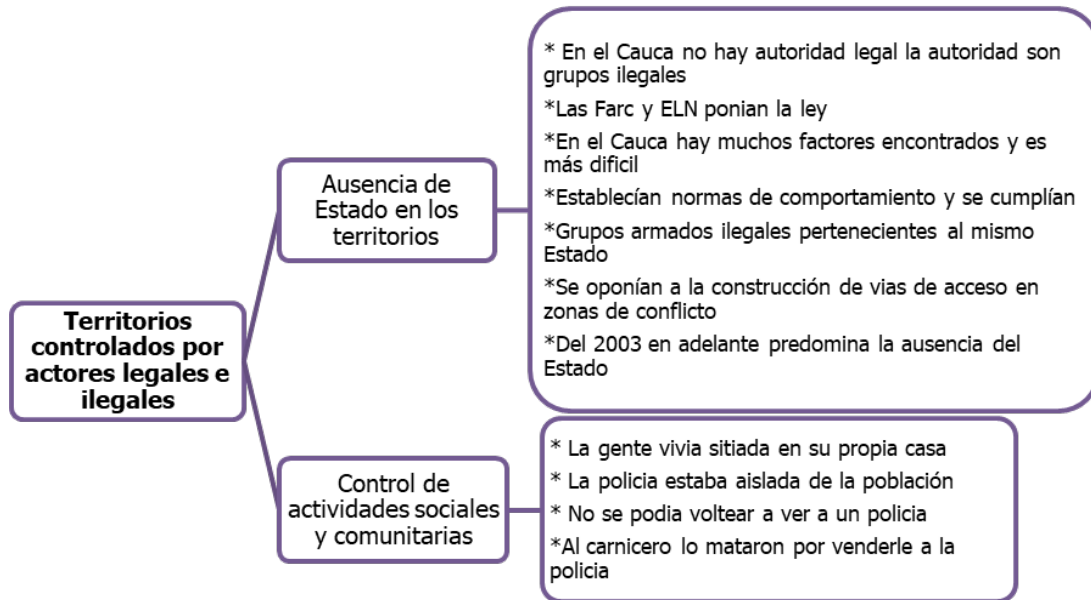 Territorios
controlados por
actores legales e
ilegales
Ausencia de
Estado en los
territorios
* En el Cauca no hay autoridad legal la autoridad son
grupos ilegales
*Las Farc y ELN ponian la ley
*En el Cauca hay muchos factores encontrados y es
más dificil
*Establecían normas de comportamiento y se cumplían
*Grupos armados ilegales pertenecientes al mismo
Estado
*Se oponían a la construcción de vias de acceso en
zonas de conflicto
*Del 2003 en adelante predomina la ausencia del
Estado
Control de
actividades sociales
y comunitarias
* La gente vivia sitiada en su propia casa
* La policia estaba aislada de la población
* No se podia voltear a ver a un policia
*Al carnicero lo mataron por venderle a la
policia